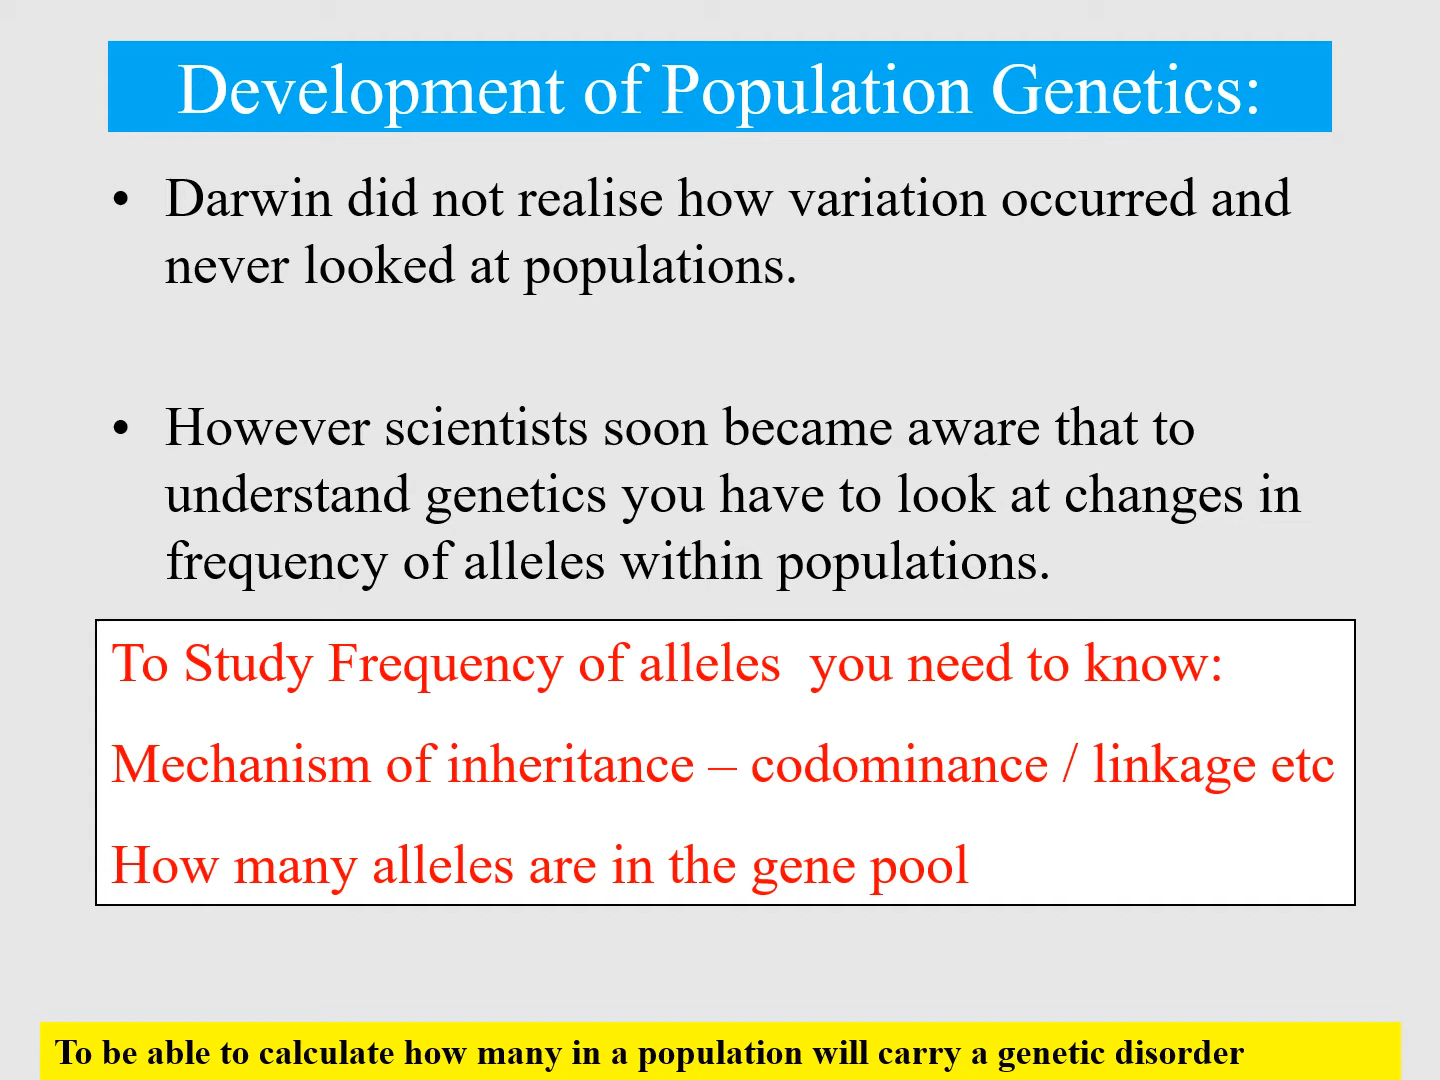 Development of Population Genetics:
• Darwin did not realise how variation occurred and
never looked at populations.
• However scientists soon became aware that to
understand genetics you have to look at changes in
frequency of alleles within populations.
To Study Frequency of alleles  you need to know:
Mechanism of inheritance – codominance / linkage etc
How many alleles are in the gene pool
To be able to calculate how many in a population will carry a genetic disorder